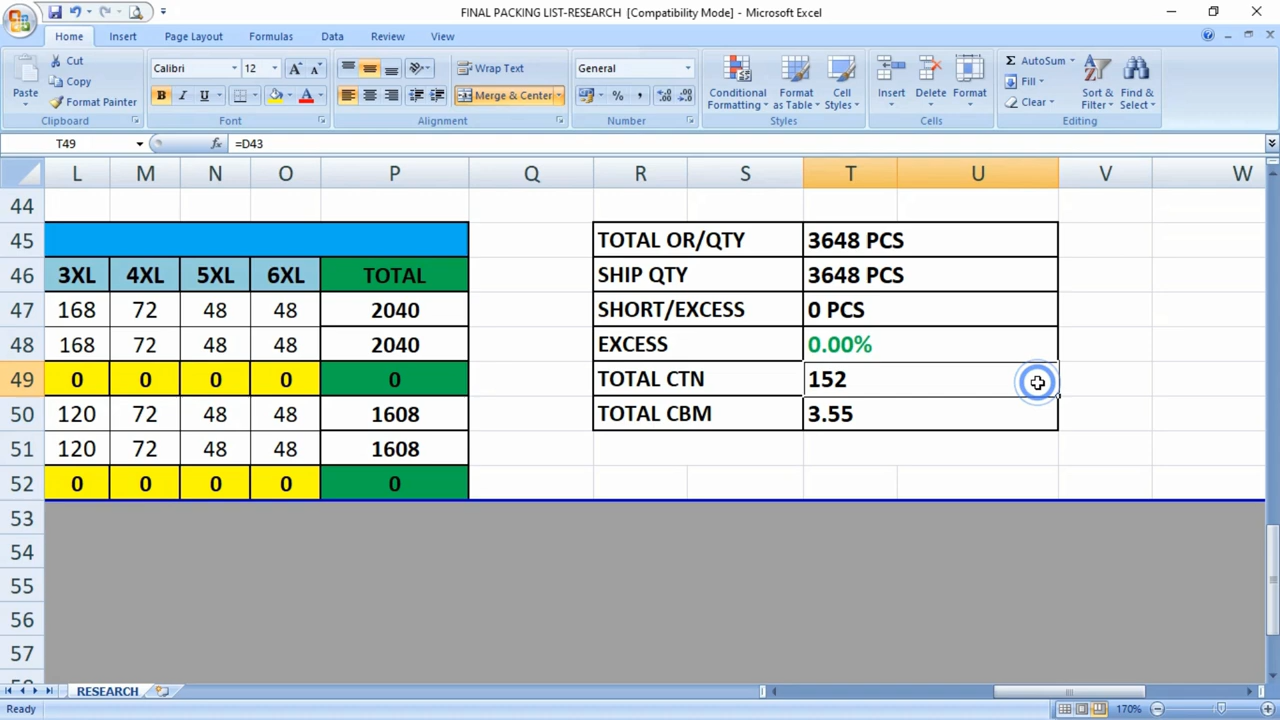 FINAL PACKING LIST-RESEARCH [Compatibility Mode] - Microsoft Excel
Home Insert Page Layout Formulas Data Review View
Paste
Cut
Copy
Format Painter
Clipboard
Calibri 12
B I U
Font
Wrap Text
Merge & Center
Alignment
General
% ,
Number
Conditional Formatting
Format as Table
Cell Styles
Styles
Insert
Delete
Format
Cells
Σ AutoSum
Fill
Clear
Sort & Filter
Find & Select
Editing
T49 fx =D43
L M N O P Q R S T U V W
44
45 TOTAL OR/QTY 3648 PCS
46 3XL 4XL 5XL 6XL TOTAL SHIP QTY 3648 PCS
47 168 72 48 48 2040 SHORT/EXCESS 0 PCS
48 168 72 48 48 2040 EXCESS 0.00%
49 0 0 0 0 0 TOTAL CTN 152
50 120 72 48 48 1608 TOTAL CBM 3.55
51 120 72 48 48 1608
52 0 0 0 0 0
53
54
55
56
57
RESEARCH
Ready 170%